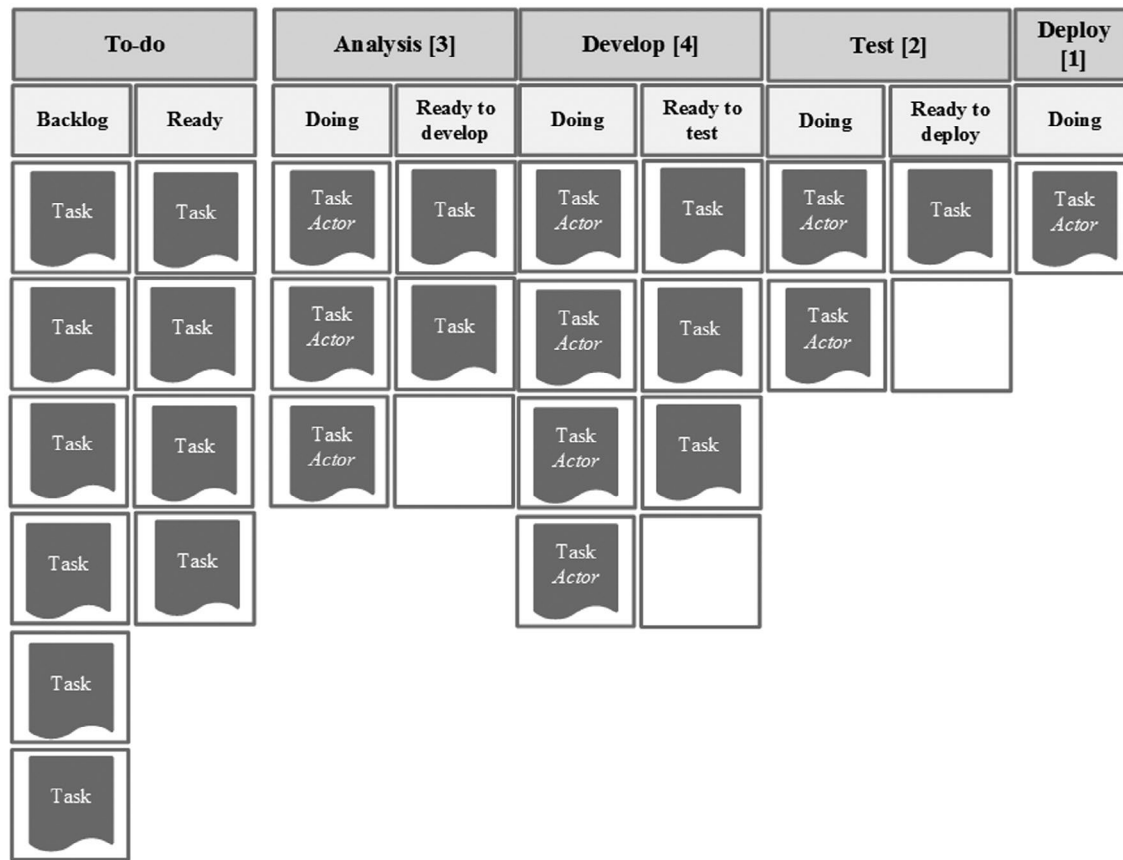 To-do
Analysis [3]
Develop [4]
Test [2]
Deploy
[1]
Backlog
Ready
Doing
Ready to
develop
Doing
Ready to
test
Doing
Ready to
deploy
Doing
Task
Task
Task
Actor
Task
Task
Actor
Task
Task
Actor
Task
Task
Actor
Task
Task
Task
Actor
Task
Task
Actor
Task
Task
Actor
Task
Task
Task
Actor
Task
Actor
Task
Task
Task
Task
Actor
Task
Task